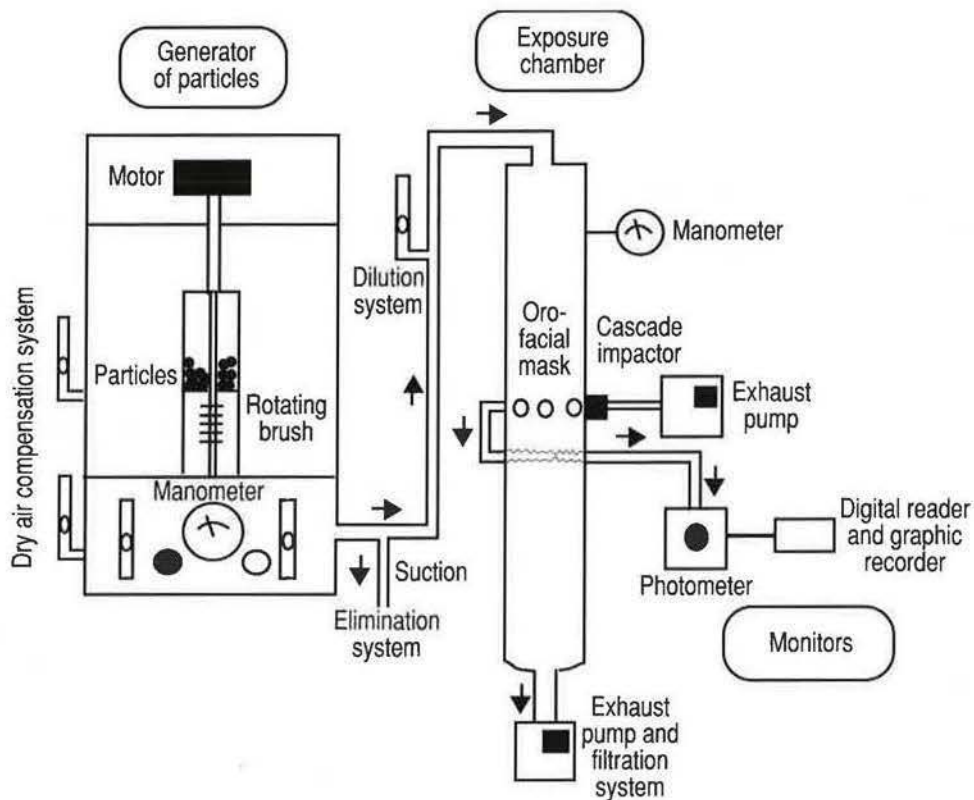 Generator
of particles
Exposure
chamber
Motor
Manometer
Dilution
system
Oro-
facial
mask
Cascade
impactor
Dry air compensation system
Particles
Rotating
brush
Exhaust
pump
Manometer
Digital reader
and graphic
recorder
Suction
Photometer
Elimination
system
Monitors
Exhaust
pump and
filtration
system